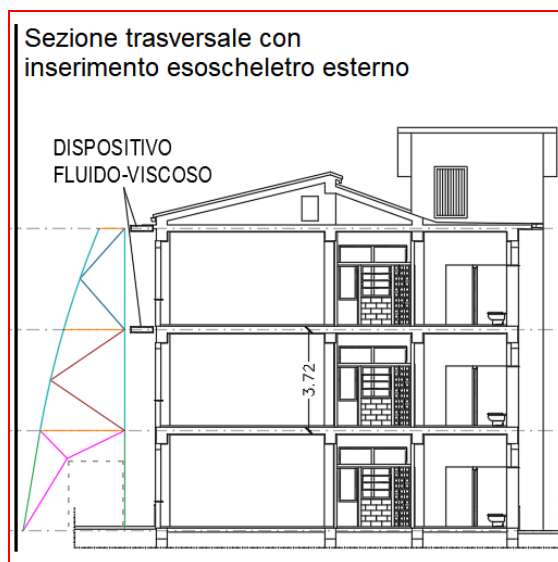 Sezione trasversale con
inserimento esoscheletro esterno
DISPOSITIVO
FLUIDO-VISCOSO
3.72